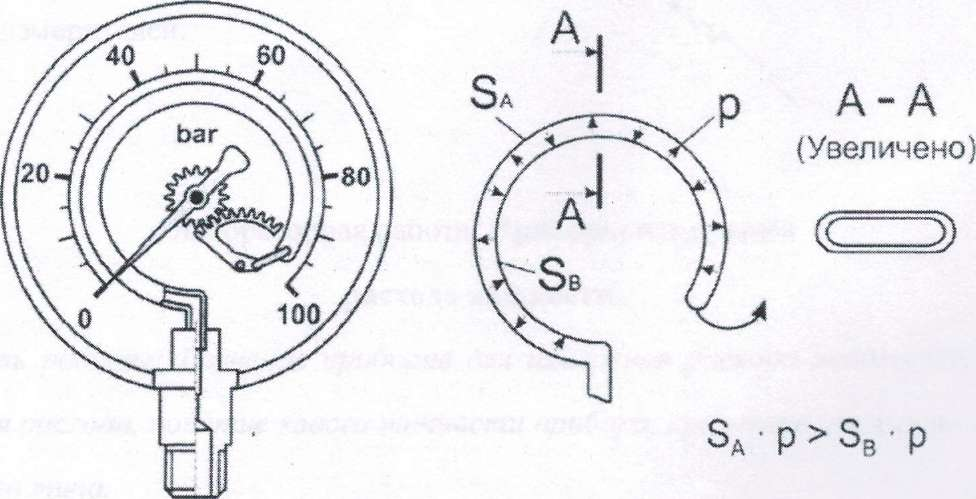 40
60
bar
20
80
0
100
A
S_A
p
A
S_B
A - A
(Увеличено)
S_A · p > S_B · p